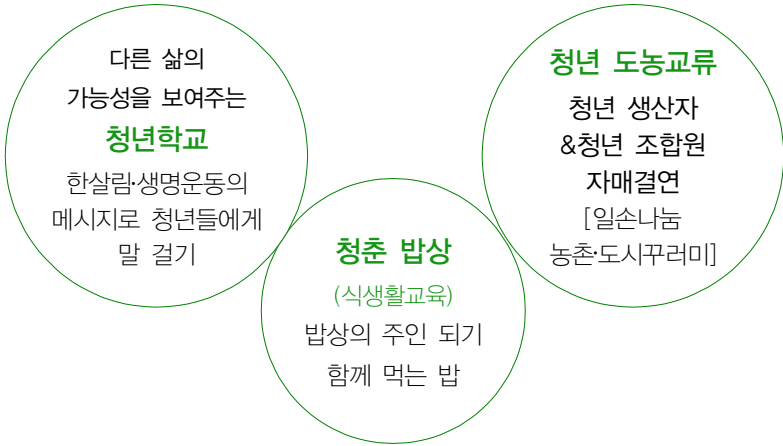 다른 삶의
가능성을 보여주는
청년학교
한살림·생명운동의
메시지로 청년들에게
말 걸기
청춘 밥상
(식생활교육)
밥상의 주인 되기
함께 먹는 밥
청년 도농교류
청년 생산자
&청년 조합원
자매결연
[일손나눔
농촌·도시꾸러미]